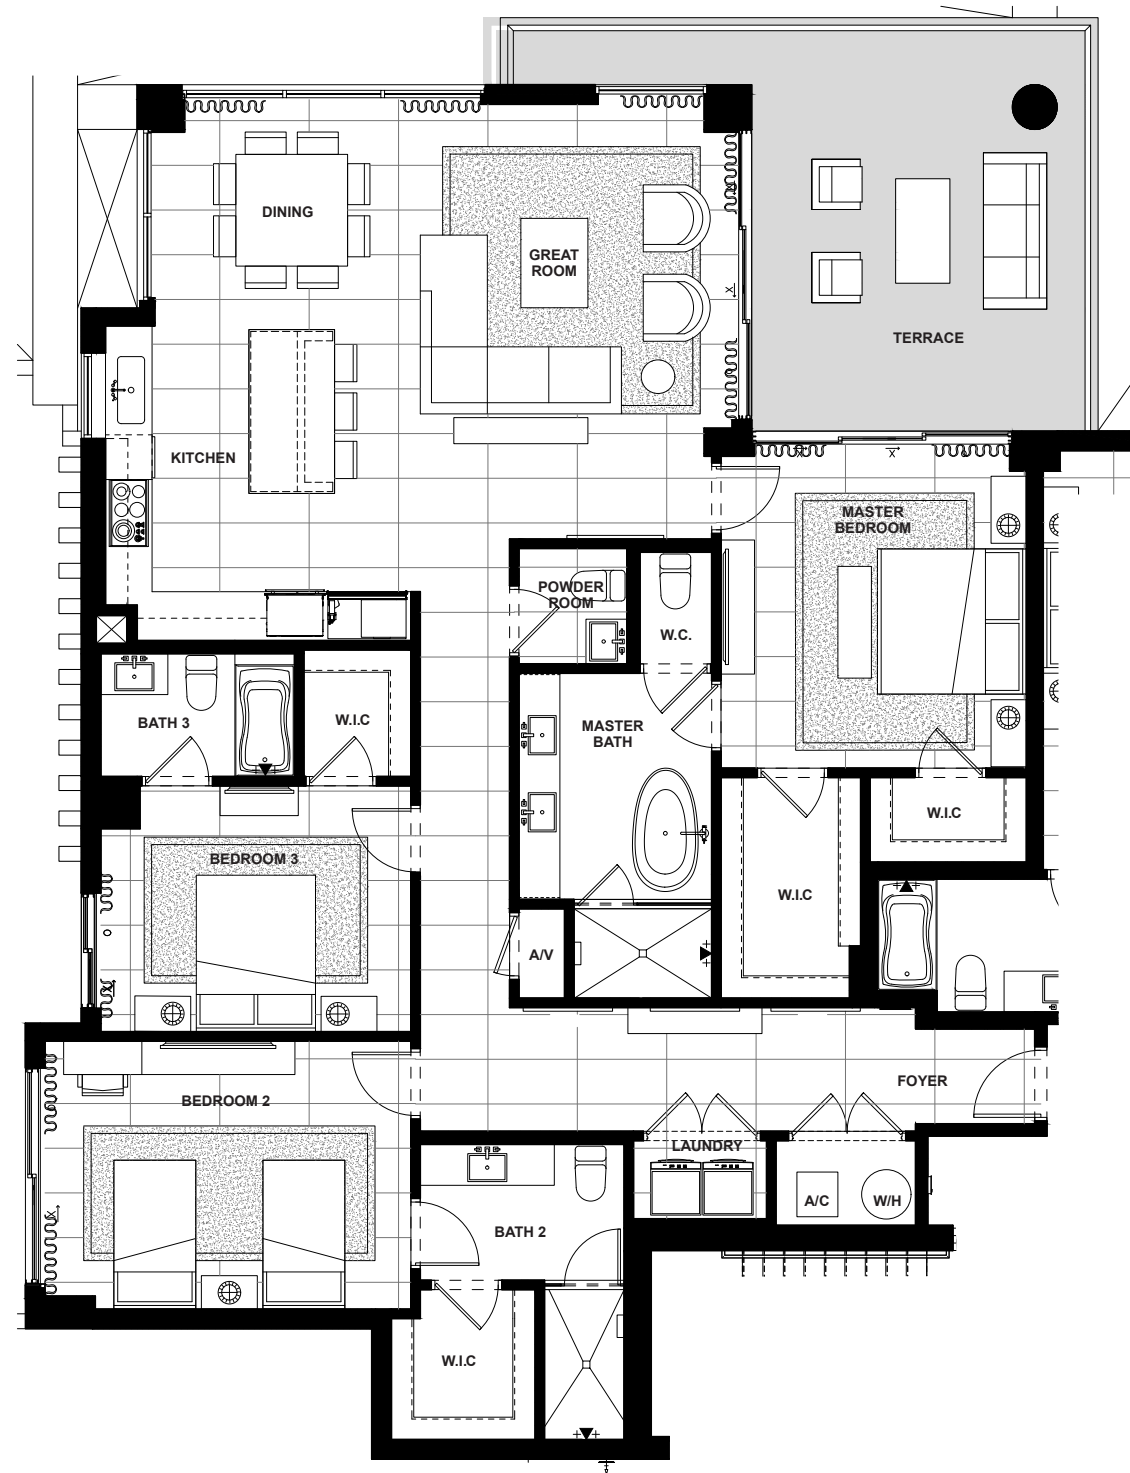 DINING
GREAT
ROOM
TERRACE
KITCHEN
MASTER
BEDROOM
POWDER
ROOM
W.C.
BATH 3
W.I.C
MASTER
BATH
W.I.C
BEDROOM 3
W.I.C
A/V
FOYER
BEDROOM 2
LAUNDRY
A/C
W/H
BATH 2
W.I.C
X
X
X
X
X
X